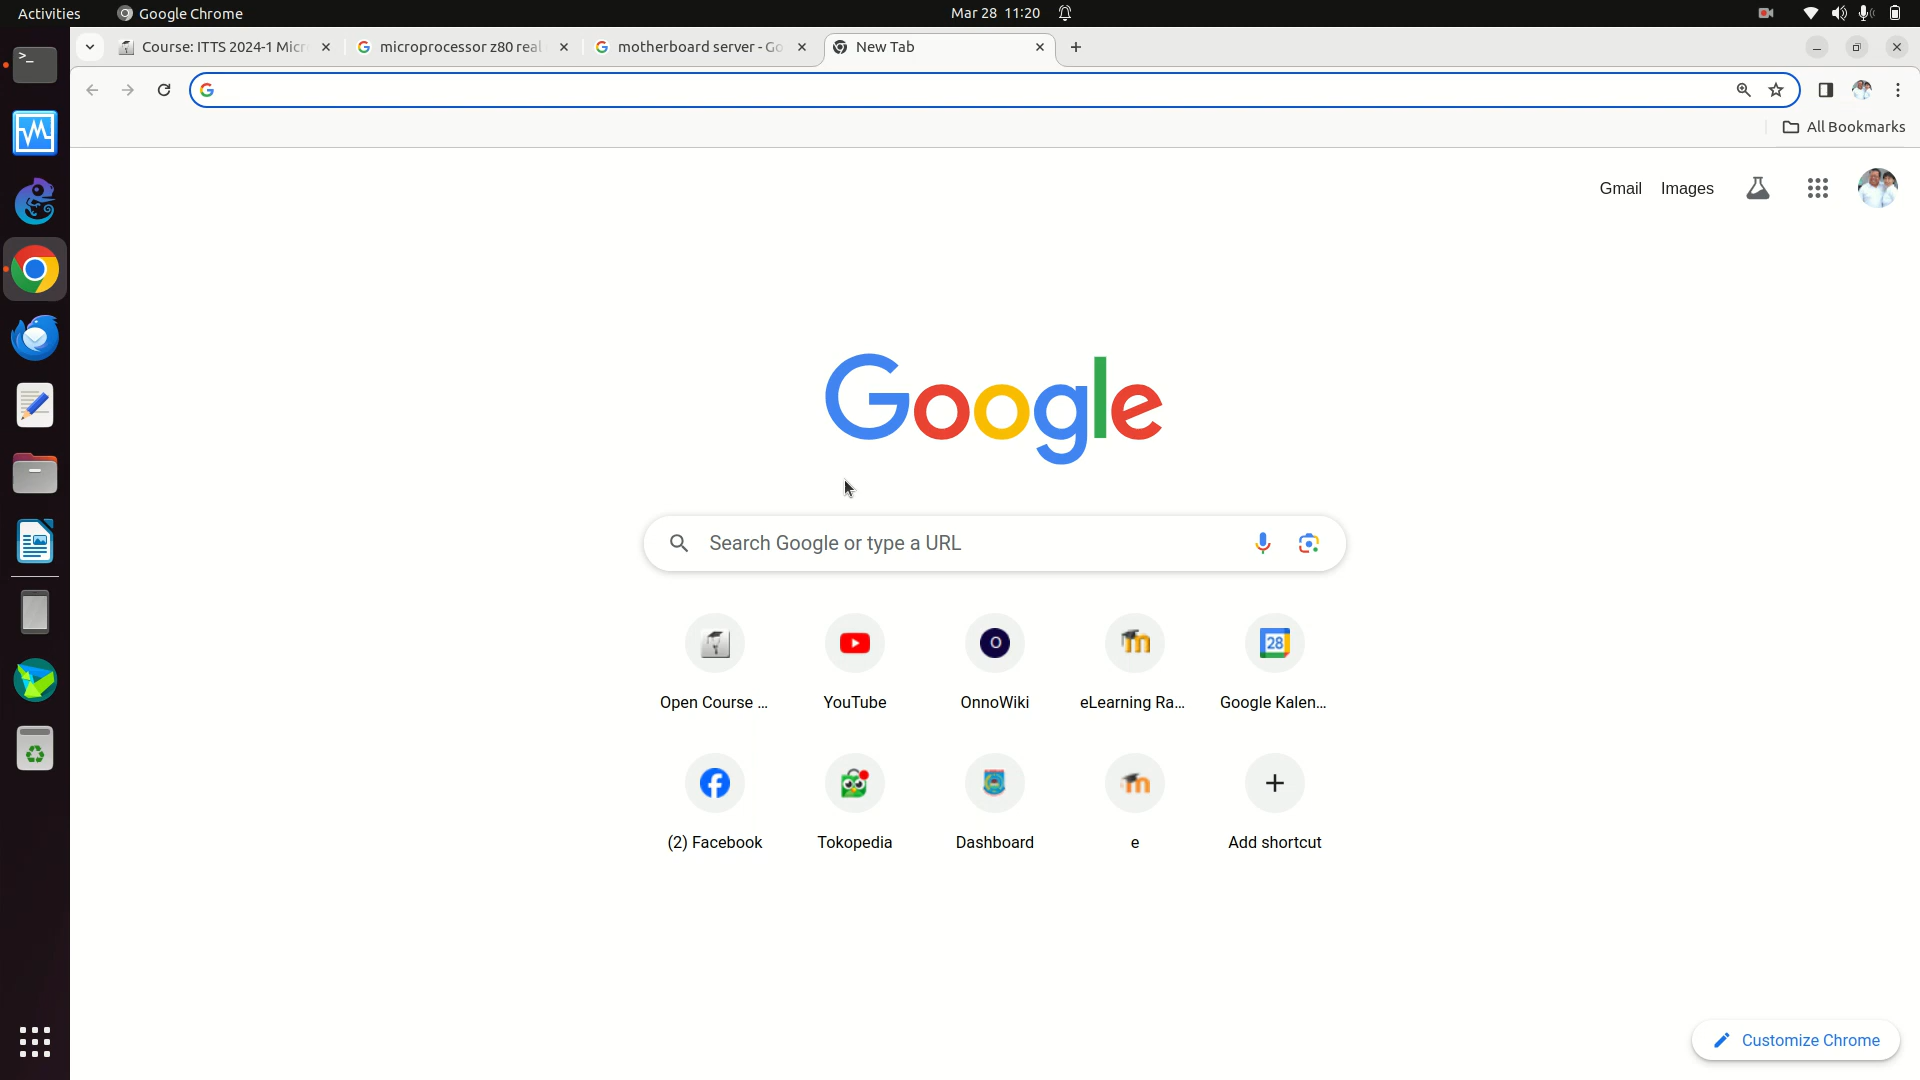 Activities Google Chrome Mar 28 11:20
Course: ITTS 2024-1 Micr
microprocessor z80 real
motherboard server - Go
New Tab
All Bookmarks
Gmail Images
Google
Search Google or type a URL
Open Course ... YouTube OnnoWiki eLearning Ra... Google Kalen...
28
(2) Facebook Tokopedia Dashboard e Add shortcut
Customize Chrome